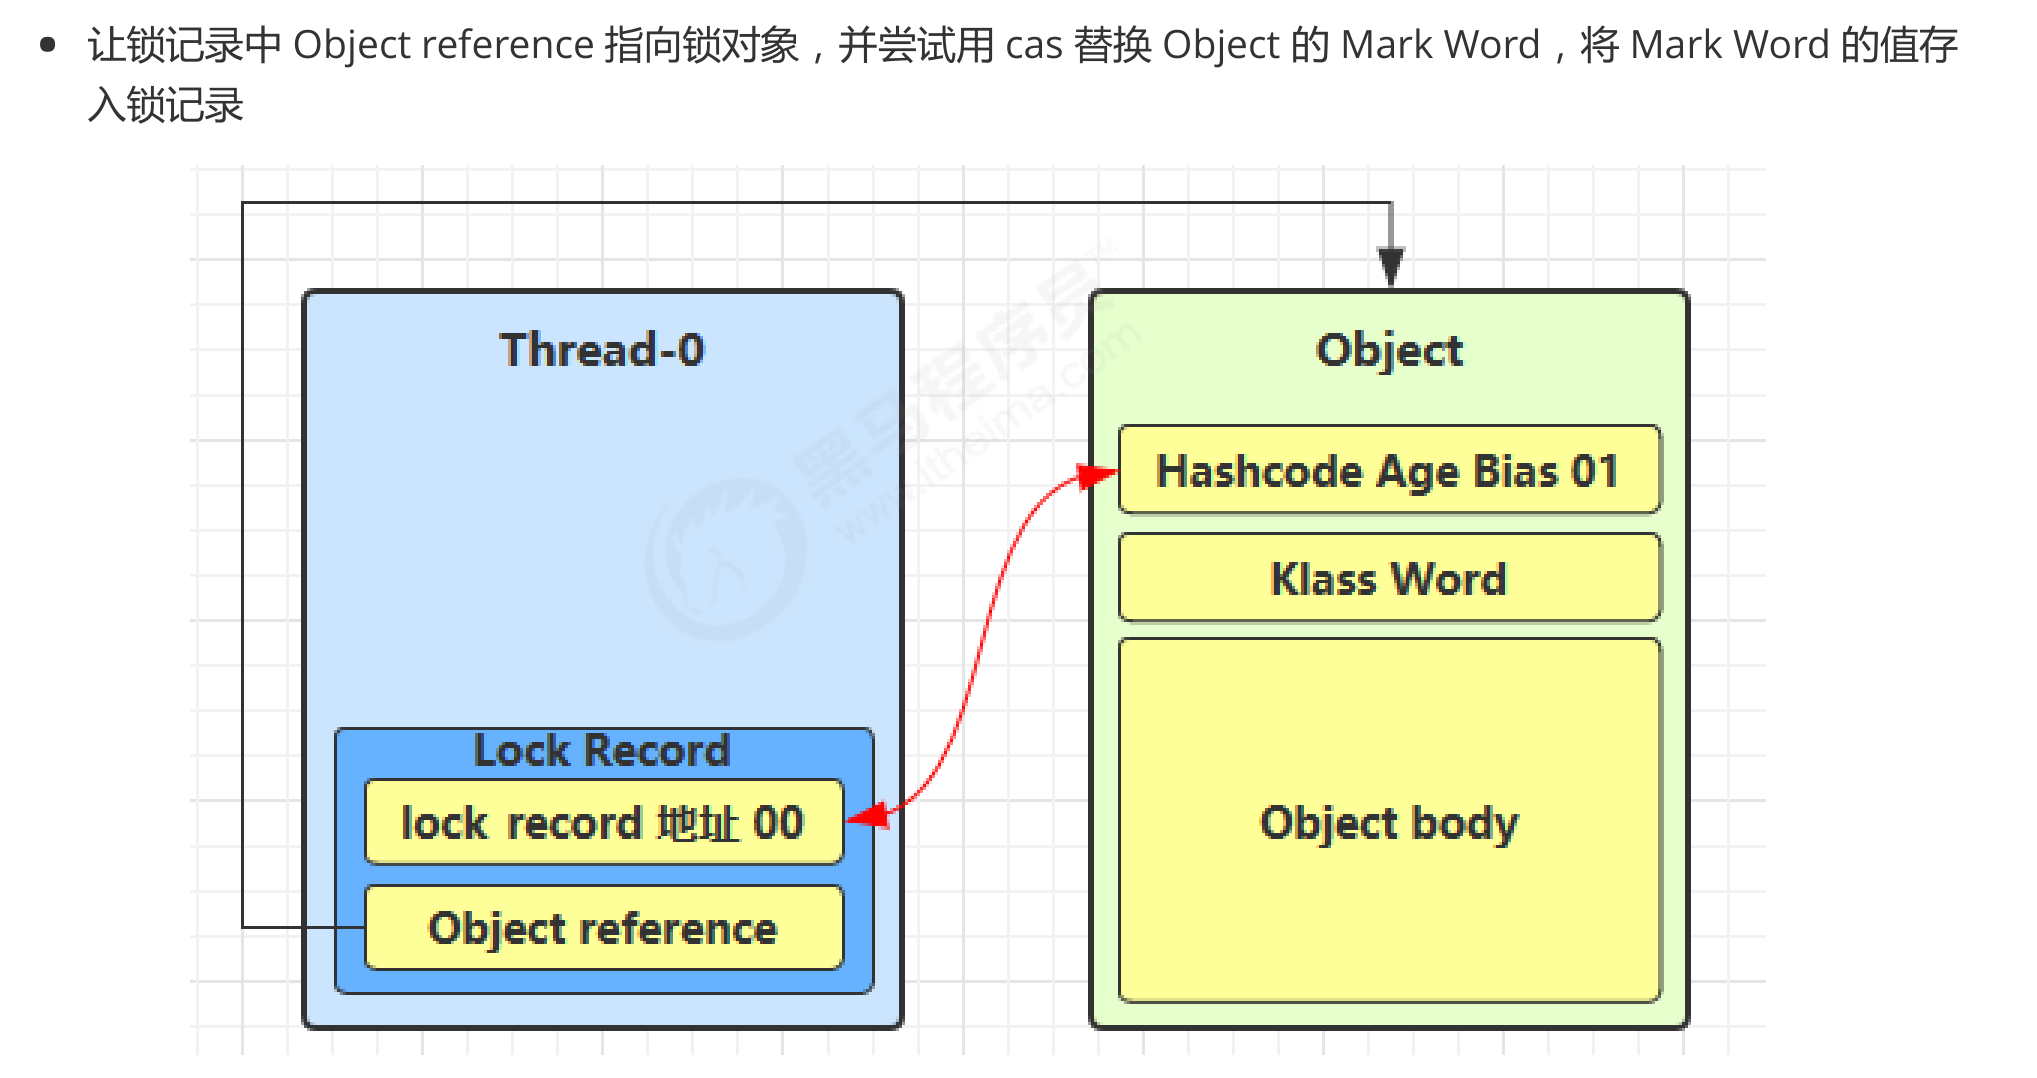 让锁记录中 Object reference 指向锁对象，并尝试用 cas 替换 Object 的 Mark Word，将 Mark Word 的值存
入锁记录
Thread-0
Object
Hashcode Age Bias 01
Klass Word
Object body
Lock Record
lock record 地址 00
Object reference
黑马程序员™
www.itheima.com